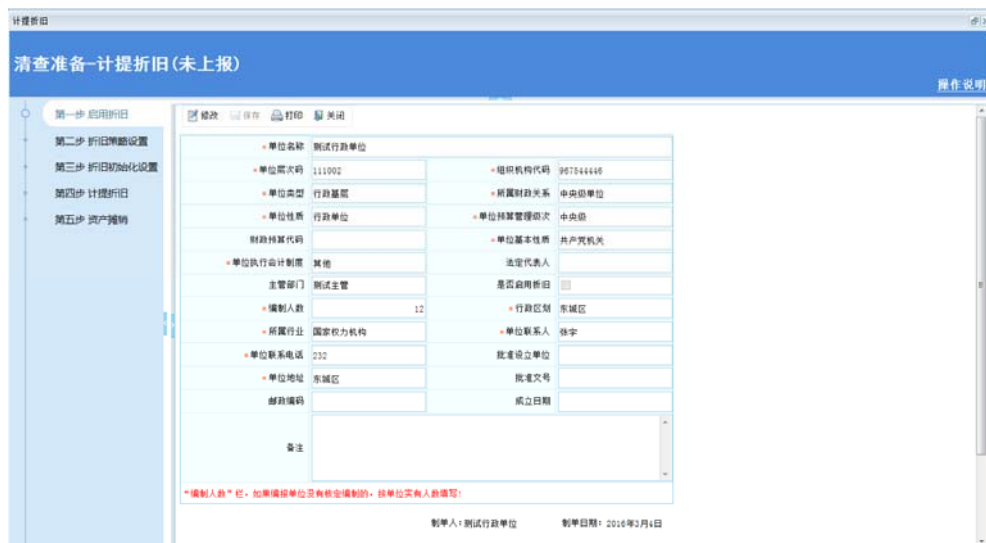 计提折旧
清查准备-计提折旧(未上报)
操作说明
第一步 启用折旧
第二步 折旧策略设置
第三步 折旧初始化设置
第四步 计提折旧
第五步 资产摊销
修改 保存 打印 关闭
*单位名称 测试行政单位
*单位层次码 111002 *组织机构代码 967544446
*单位类型 行政基层 *所属财政关系 中央级单位
*单位性质 行政单位 *单位预算管理级次 中央级
财政预算代码 *单位基本性质 共产党机关
*单位执行会计制度 其他 法定代表人
主管部门 测试主管 是否启用折旧
*编制人数 12 *行政区划 东城区
*所属行业 国家权力机构 *单位联系人 张宇
*单位联系电话 232 批准设立单位
*单位地址 东城区 批准文号
邮政编码 成立日期
备注
"编制人数"栏,如果填报单位没有核定编制的,按单位实有人数填写!
制单人:测试行政单位 制单日期:2016年3月4日